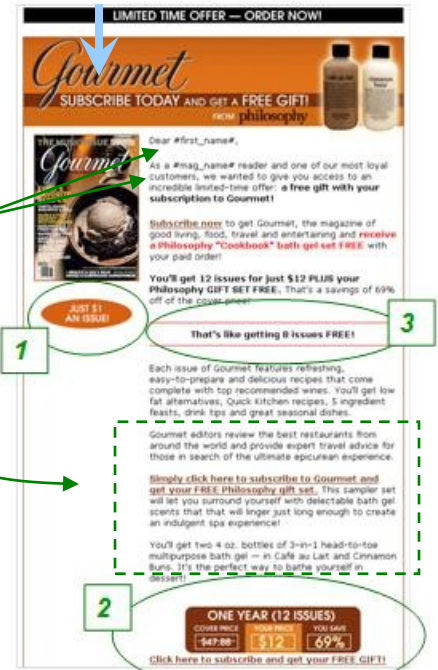 LIMITED TIME OFFER — ORDER NOW!
Gourmet
SUBSCRIBE TODAY AND GET A FREE GIFT!
FROM philosophy
Gourmet
Dear #first_name#,
As a #mag_name# reader and one of our most loyal
customers, we wanted to give you access to an
incredible limited-time offer: a free gift with your
subscription to Gourmet!
Subscribe now to get Gourmet, the magazine of
good living, food, travel and entertaining and receive
a Philosophy "Cookbook" bath gel set FREE with
your paid order!
You'll get 12 issues for just $12 PLUS your
Philosophy GIFT SET FREE. That's a savings of 69%
off of the cover price!
JUST $1
AN ISSUE!
1
That's like getting 8 issues FREE!
3
Each issue of Gourmet features refreshing,
easy-to-prepare and delicious recipes that come
complete with top recommended wines. You'll get low
fat alternatives, Quick Kitchen recipes, 5 ingredient
feasts, drink tips and great seasonal dishes.
Gourmet editors review the best restaurants from
around the world and provide expert travel advice for
those in search of the ultimate epicurean experience.
Simply click here to subscribe to Gourmet and
get your FREE Philosophy gift set. This sampler set
will let you surround yourself with delectable bath gel
scents that that will linger just long enough to create
an indulgent spa experience!
You'll get two 4 oz. bottles of 3-in-1 head-to-toe
multipurpose bath gel — in Café au Lait and Cinnamon
Buns. It's the perfect way to bathe yourself in
dessert!
2
ONE YEAR (12 ISSUES)
COVER PRICE YOUR PRICE YOU SAVE
$47.88 $12 69%
Click here to subscribe and get your FREE GIFT!